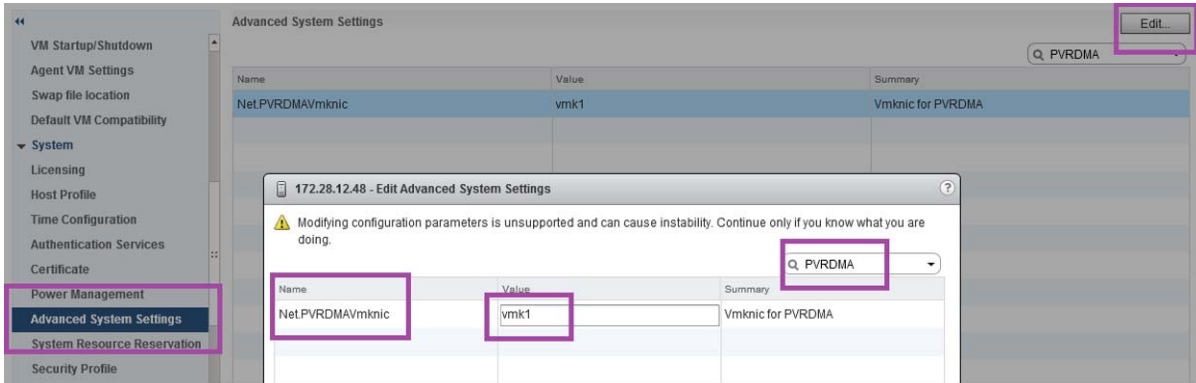 Advanced System Settings
Edit...
PVRDMA
VM Startup/Shutdown
Agent VM Settings
Swap file location
Default VM Compatibility
System
Licensing
Host Profile
Time Configuration
Authentication Services
Certificate
Power Management
Advanced System Settings
System Resource Reservation
Security Profile
Name Value Summary
Net.PVRDMAVmknic vmk1 Vmknic for PVRDMA
172.28.12.48 - Edit Advanced System Settings
?
Modifying configuration parameters is unsupported and can cause instability. Continue only if you know what you are
doing.
PVRDMA
Name Value Summary
Net.PVRDMAVmknic vmk1 Vmknic for PVRDMA